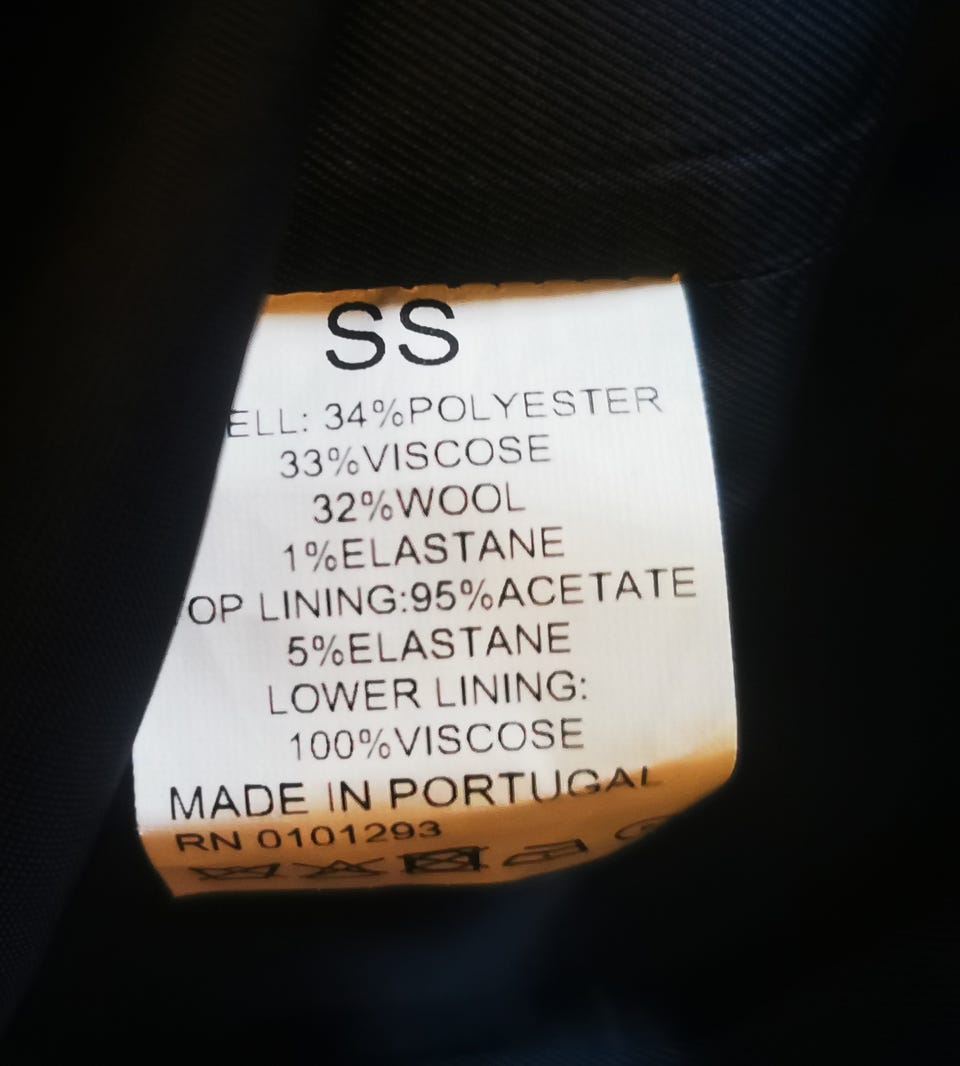 SS
ELL: 34%POLYESTER
33%VISCOSE
32%WOOL
1%ELASTANE
OP LINING:95%ACETATE
5%ELASTANE
LOWER LINING:
100%VISCOSE
MADE IN PORTUGAL
RN 0101293